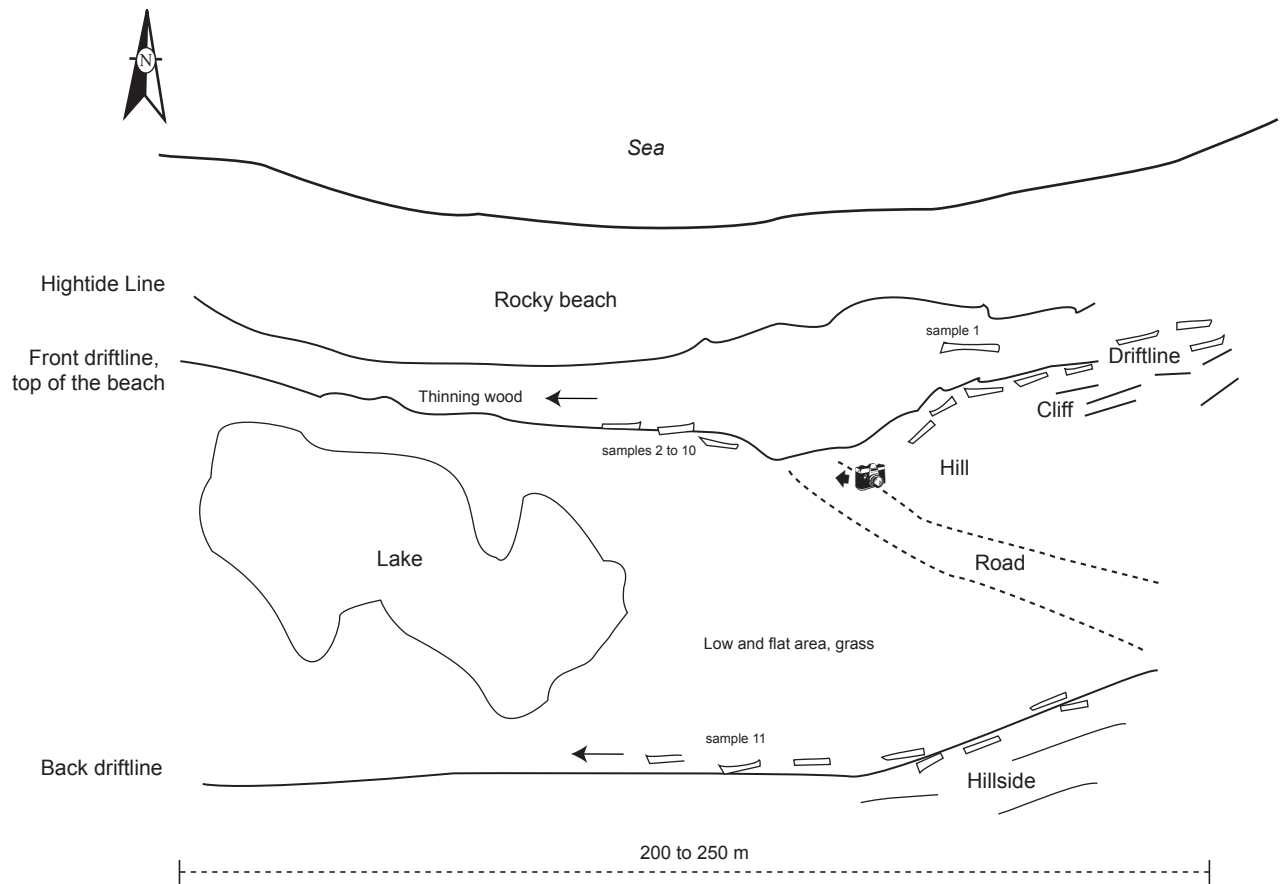 N
Sea
Hightide Line
Rocky beach
sample 1
Front driftline,
top of the beach
Driftline
Thinning wood
Cliff
samples 2 to 10
Hill
Lake
Road
Low and flat area, grass
sample 11
Back driftline
Hillside
200 to 250 m